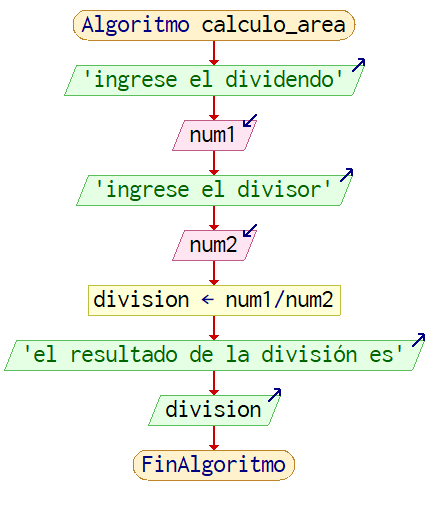 Algoritmo calculo_area
'ingrese el dividendo'
num1
'ingrese el divisor'
num2
division ← num1/num2
'el resultado de la división es'
division
FinAlgoritmo